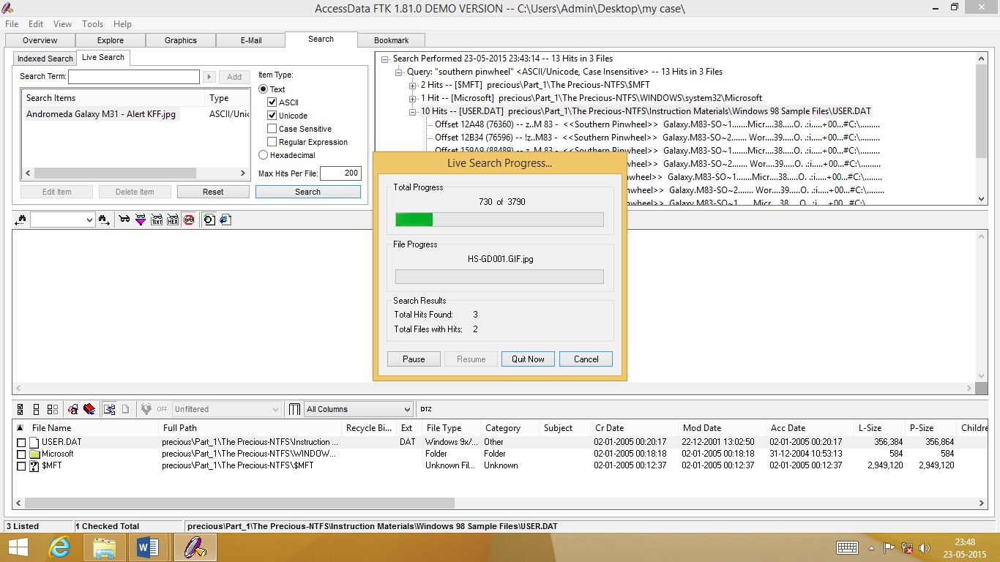 AccessData FTK 1.81.0 DEMO VERSION -- C:\Users\Admin\Desktop\my case\
File Edit View Tools Help
Overview Explore Graphics E-Mail Search Bookmark
Indexed Search Live Search
Search Term: Add
Search Items Type
Andromeda Galaxy M31 - Alert KFF.jpg ASCII/Unic
Item Type:
Text
ASCII
Unicode
Case Sensitive
Regular Expression
Hexadecimal
Max Hits Per File: 200
Edit Item Delete Item Reset Search
Search Performed 23-05-2015 23:43:14 -- 13 Hits in 3 Files
Query: "southern pinwheel" <ASCII/Unicode, Case Insensitive> -- 13 Hits in 3 Files
2 Hits -- [$MFT] precious\Part_1\The Precious-NTFS\$MFT
1 Hit -- [Microsoft] precious\Part_1\The Precious-NTFS\WINDOWS\system32\Microsoft
10 Hits -- [USER.DAT] precious\Part_1\The Precious-NTFS\Instruction Materials\Windows 98 Sample Files\USER.DAT
Offset 12A48 (76360) -- z..M 83 - <<Southern Pinwheel>> Galaxy.M83-SO~1.......Micr....38.....O. .:i.....+00...#C:\.........
Offset 12B34 (76596) -- !z..M83 - <<Southern Pinwheel>> Galaxy.M83-SO~2....... Wor...39.....O. .:i.....+00...#C:\.........
Offset 159A9 (88489) -- z..M 83 - <<Southern Pinwheel>> Galaxy.M83-SO~1.......Micr....38.....O. .:i.....+00...#C:\.........
nwheel>> Galaxy.M83-SO~2....... Wor...39.....O. .:i.....+00...#C:\.........
nwheel>> Galaxy.M83-SO~1.......Micr....38.....O. .:i.....+00...#C:\.........
nwheel>> Galaxy.M83-SO~2....... Wor....39.....O. .:i.....+00...#C:\.........
Live Search Progress...
Total Progress
730 of 3790
File Progress
HS-GD001.GIF.jpg
Search Results
Total Hits Found: 3
Total Files with Hits: 2
Pause Resume Quit Now Cancel
TEXT HEX
OFF Unfiltered All Columns DTZ
File Name Full Path Recycle Bi... Ext File Type Category Subject Cr Date Mod Date Acc Date L-Size P-Size Childre
USER.DAT precious\Part_1\The Precious-NTFS\Instruction ... DAT Windows 9x/... Other 02-01-2005 00:20:17 22-12-2001 13:02:50 02-01-2005 00:20:17 356,384 356,864
Microsoft precious\Part_1\The Precious-NTFS\WINDOW... Folder Folder 02-01-2005 00:18:18 02-01-2005 00:18:18 31-12-2004 10:53:13 584 584
$MFT precious\Part_1\The Precious-NTFS\$MFT Unknown Fil... Unknown 02-01-2005 00:12:37 02-01-2005 00:12:37 02-01-2005 00:12:37 2,949,120 2,949,120
3 Listed 1 Checked Total precious\Part_1\The Precious-NTFS\Instruction Materials\Windows 98 Sample Files\USER.DAT
23:48
23-05-2015